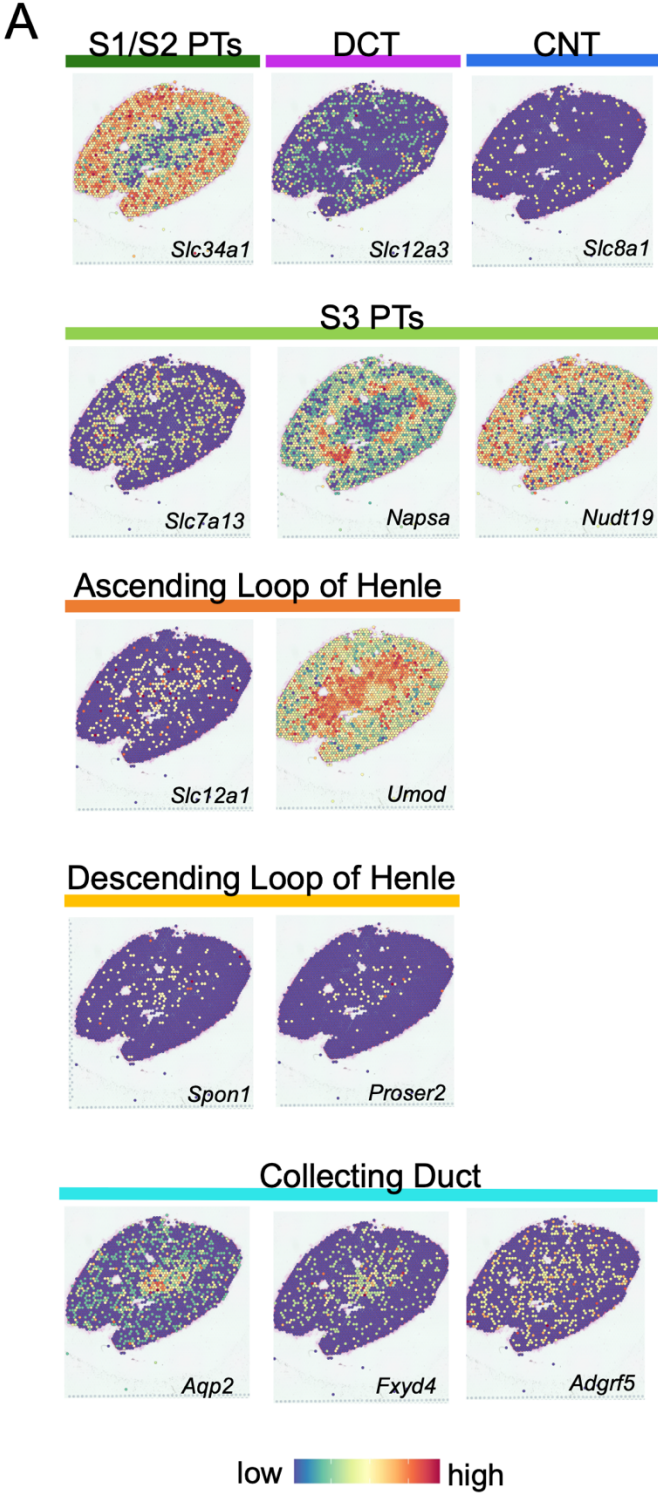 A
S1/S2 PTs DCT CNT
Slc34a1 Slc12a3 Slc8a1
S3 PTs
Slc7a13 Napsa Nudt19
Ascending Loop of Henle
Slc12a1 Umod
Descending Loop of Henle
Spon1 Proser2
Collecting Duct
Aqp2 Fxyd4 Adgrf5
low high